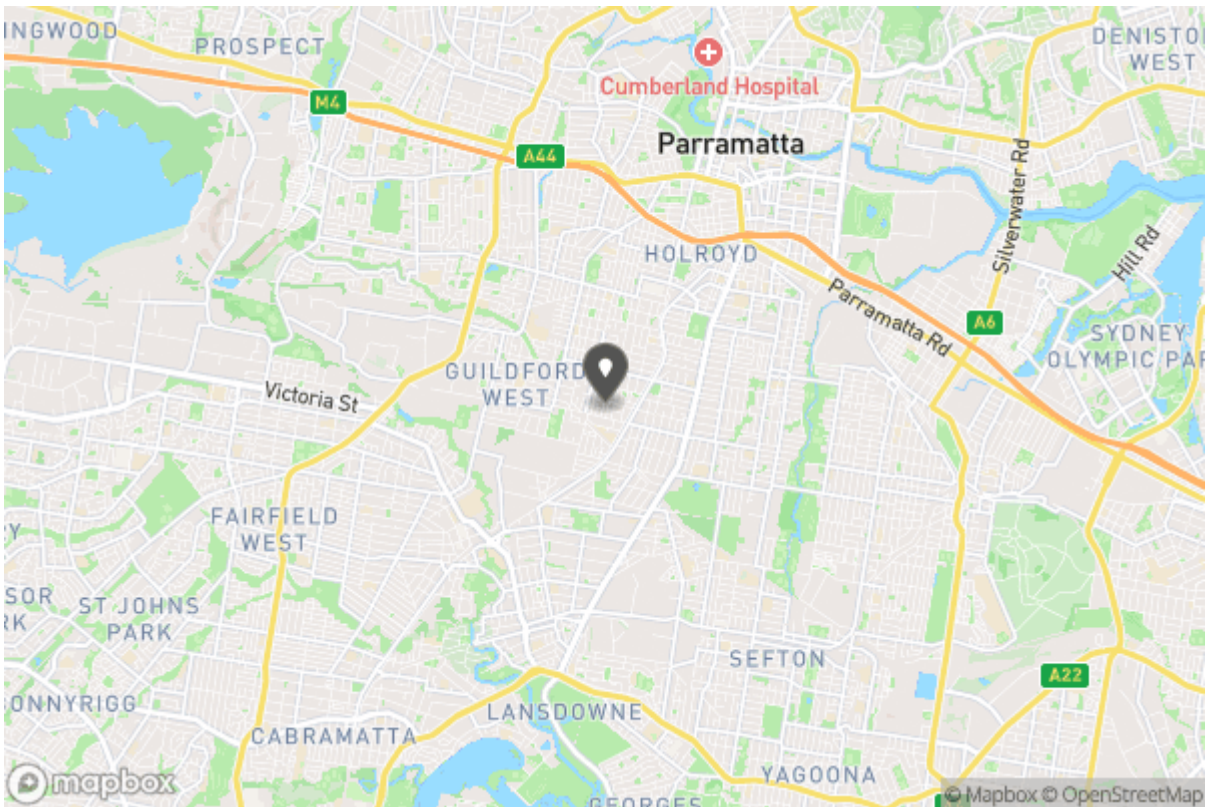 INGWOOD
PROSPECT
DENISTO
WEST
Cumberland Hospital
M4
Parramatta
A44
Silverwater Rd
HOLROYD
Hill Rd
Parramatta Rd
A6
SYDNEY
OLYMPIC PAR
GUILDFORD
WEST
Victoria St
FAIRFIELD
WEST
SOR
RK
ST JOHNS
PARK
SEFTON
A22
ONNYRIGG
LANSDOWNE
CABRAMATTA
YAGOONA
mapbox
GEORGES
© Mapbox © OpenStreetMap